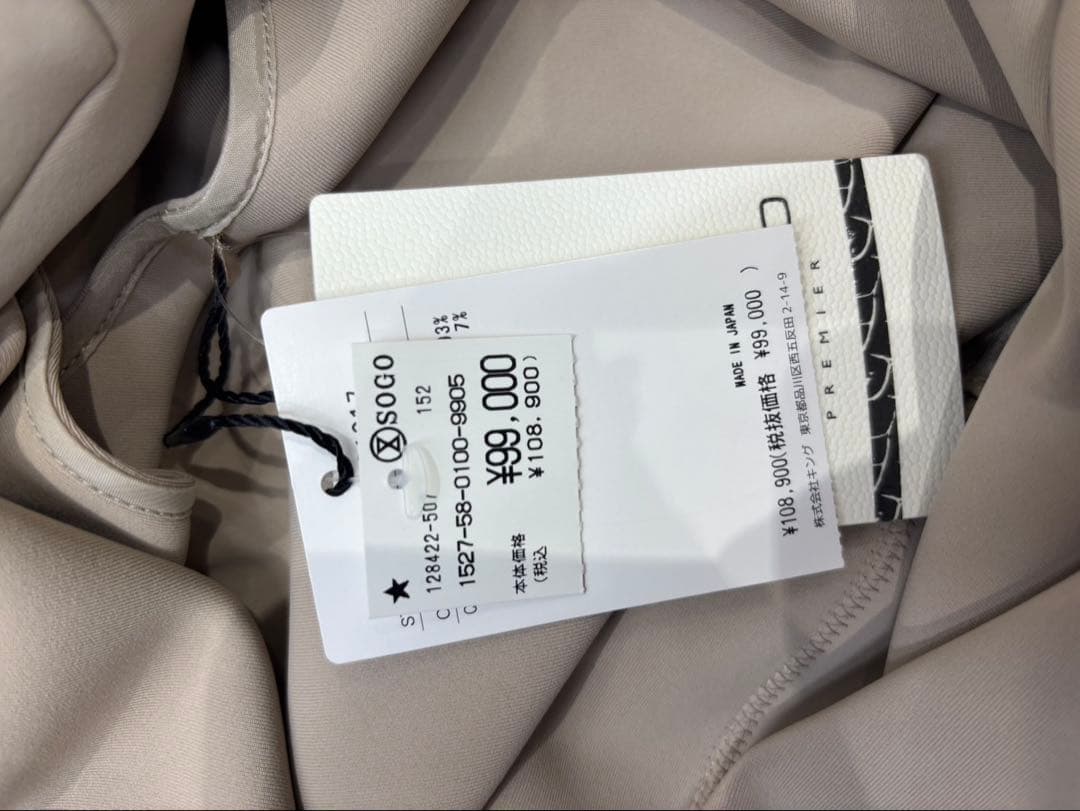 SOGO
★ 128422-507 152
1527-58-0100-9905
本体価格 ¥99,000
(税込 ¥108,900)
3%
7%
MADE IN JAPAN
¥108,900(税抜価格 ¥99,000 )
株式会社キング 東京都品川区西五反田 2-14-9
PREMIER